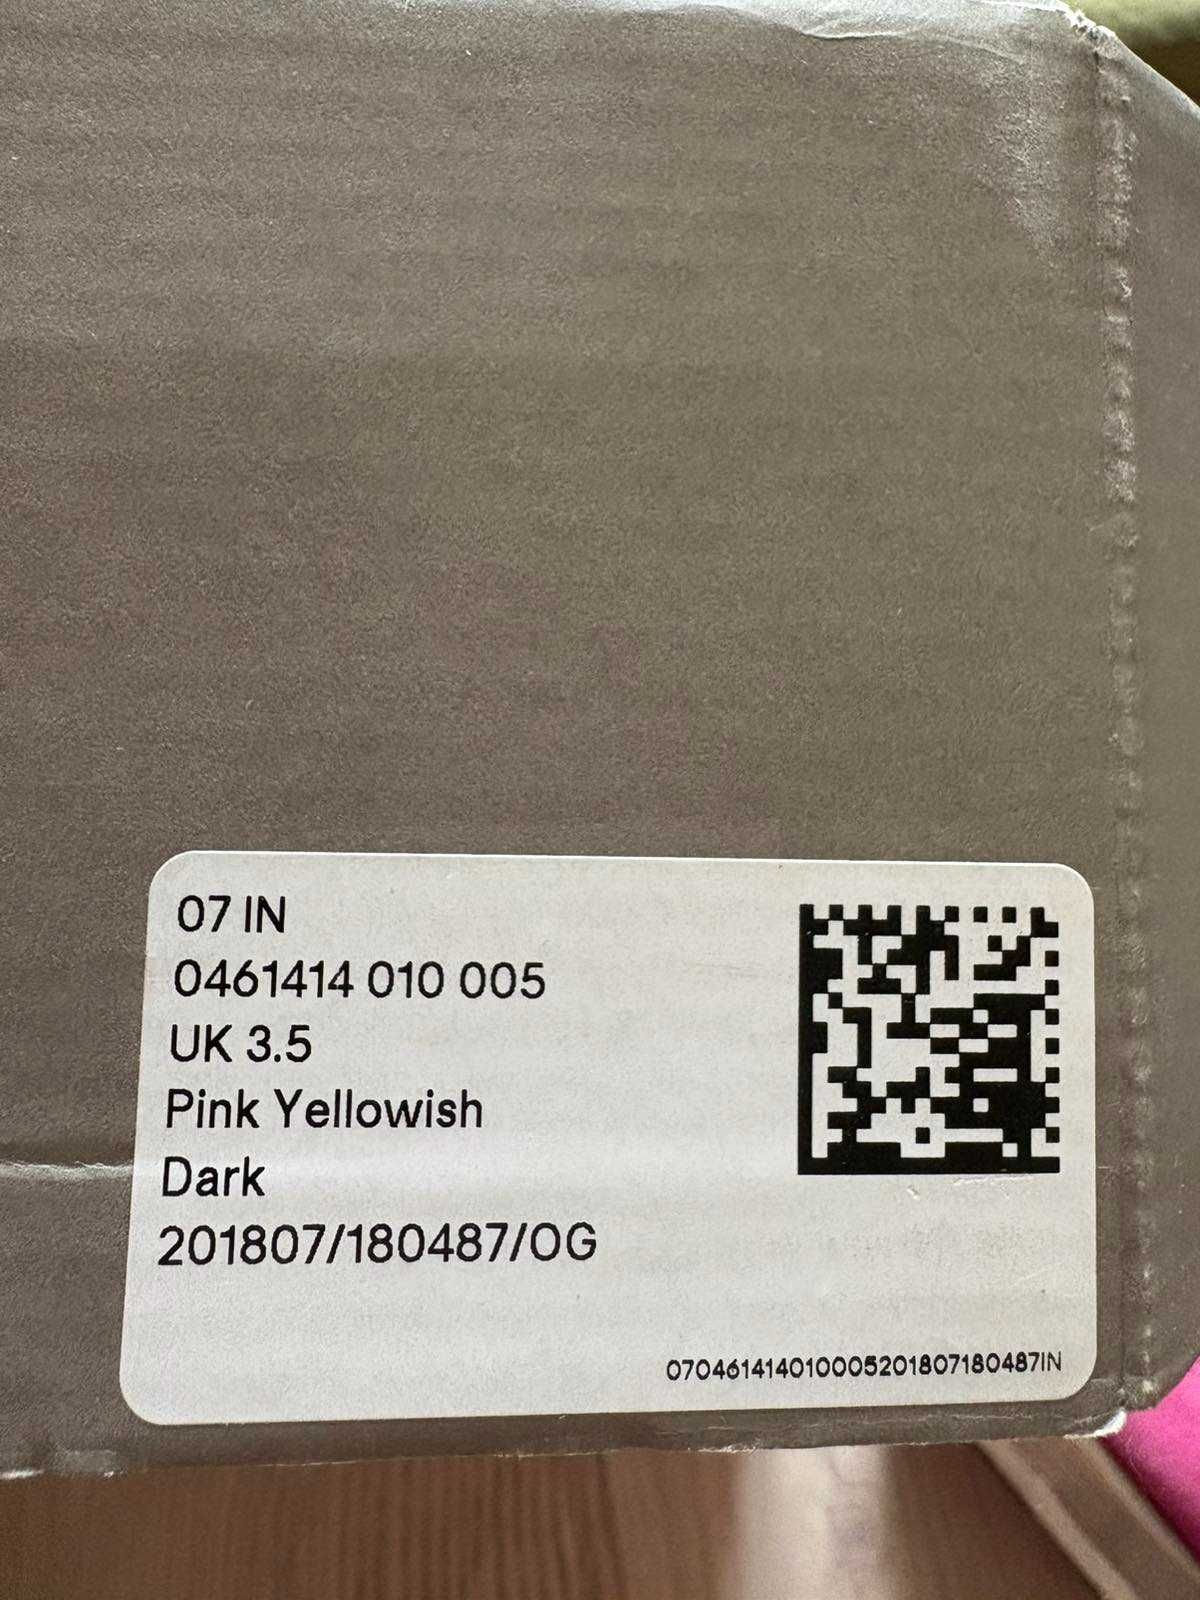 07 IN
0461414 010 005
UK 3.5
Pink Yellowish
Dark
201807/180487/OG
070461414010005201807180487IN